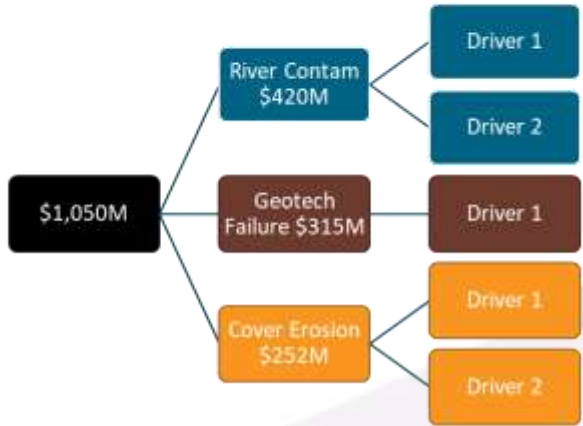 $1,050M
River Contam
$420M
Driver 1
Driver 2
Geotech
Failure $315M
Driver 1
Cover Erosion
$252M
Driver 1
Driver 2